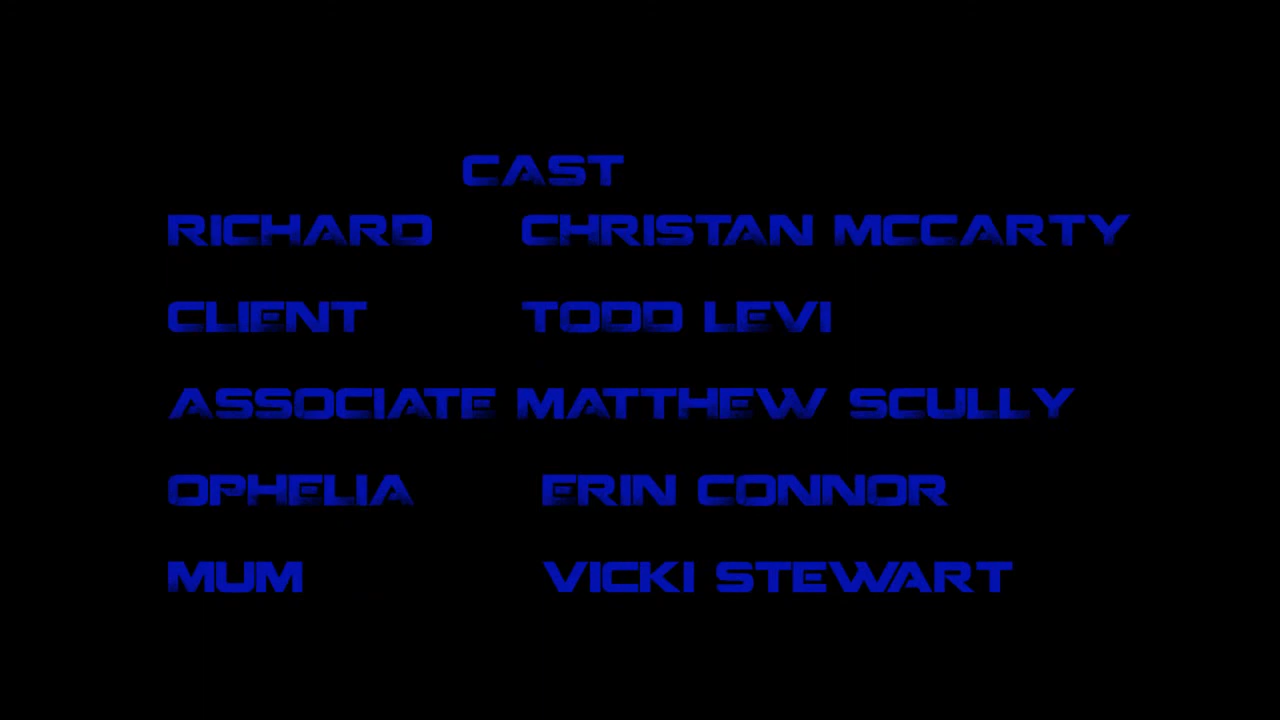 CAST
RICHARD CHRISTAN MCCARTY
CLIENT TODD LEVI
ASSOCIATE MATTHEW SCULLY
OPHELIA ERIN CONNOR
MUM VICKI STEWART